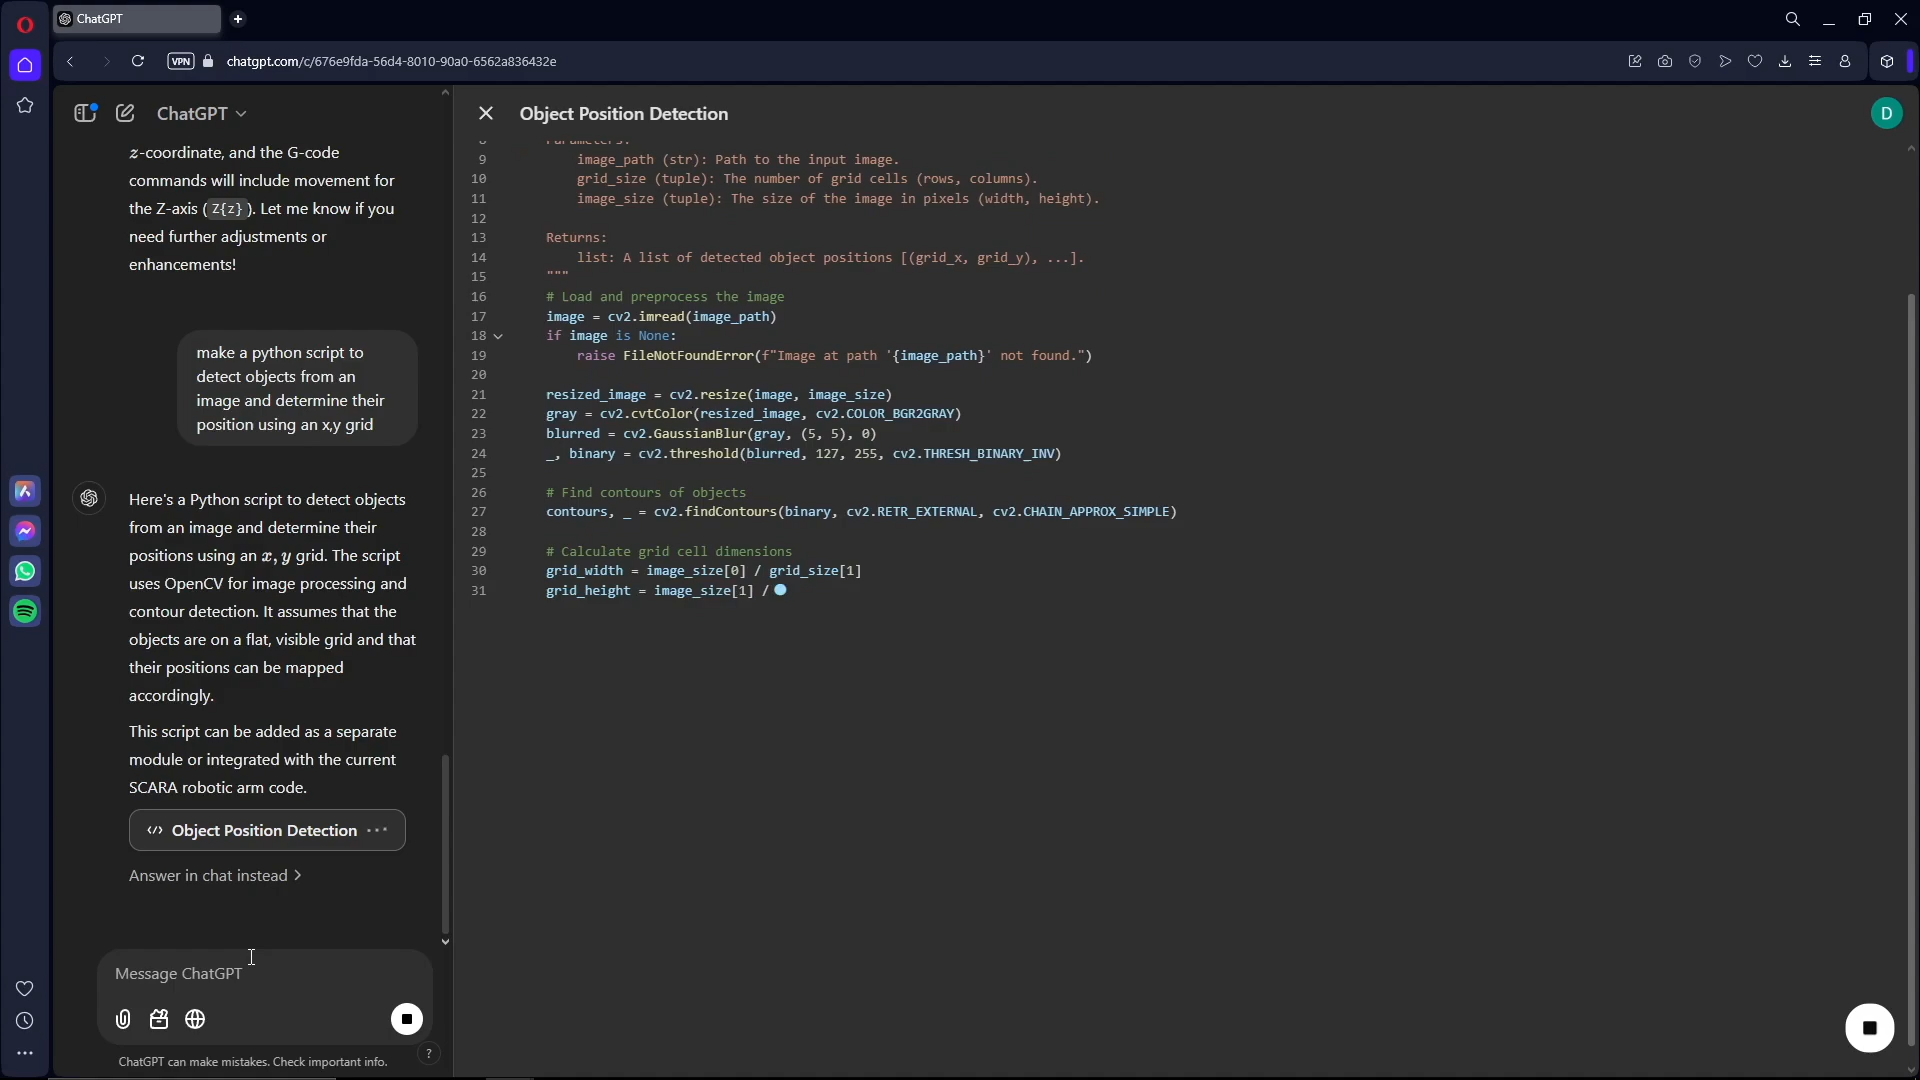 ChatGPT
VPN
chatgpt.com/c/676e9fda-56d4-8010-90a0-6562a836432e
ChatGPT
z-coordinate, and the G-code
commands will include movement for
the Z-axis ( Z{z} ). Let me know if you
need further adjustments or
enhancements!
make a python script to
detect objects from an
image and determine their
position using an x,y grid
Here's a Python script to detect objects
from an image and determine their
positions using an x, y grid. The script
uses OpenCV for image processing and
contour detection. It assumes that the
objects are on a flat, visible grid and that
their positions can be mapped
accordingly.
This script can be added as a separate
module or integrated with the current
SCARA robotic arm code.
Object Position Detection ···
Answer in chat instead >
Message ChatGPT
ChatGPT can make mistakes. Check important info.
?
Object Position Detection
D
8 Parameters:
9 image_path (str): Path to the input image.
10 grid_size (tuple): The number of grid cells (rows, columns).
11 image_size (tuple): The size of the image in pixels (width, height).
12
13 Returns:
14 list: A list of detected object positions [(grid_x, grid_y), ...].
15 """
16 # Load and preprocess the image
17 image = cv2.imread(image_path)
18 if image is None:
19 raise FileNotFoundError(f"Image at path '{image_path}' not found.")
20
21 resized_image = cv2.resize(image, image_size)
22 gray = cv2.cvtColor(resized_image, cv2.COLOR_BGR2GRAY)
23 blurred = cv2.GaussianBlur(gray, (5, 5), 0)
24 _, binary = cv2.threshold(blurred, 127, 255, cv2.THRESH_BINARY_INV)
25
26 # Find contours of objects
27 contours, _ = cv2.findContours(binary, cv2.RETR_EXTERNAL, cv2.CHAIN_APPROX_SIMPLE)
28
29 # Calculate grid cell dimensions
30 grid_width = image_size[0] / grid_size[1]
31 grid_height = image_size[1] /